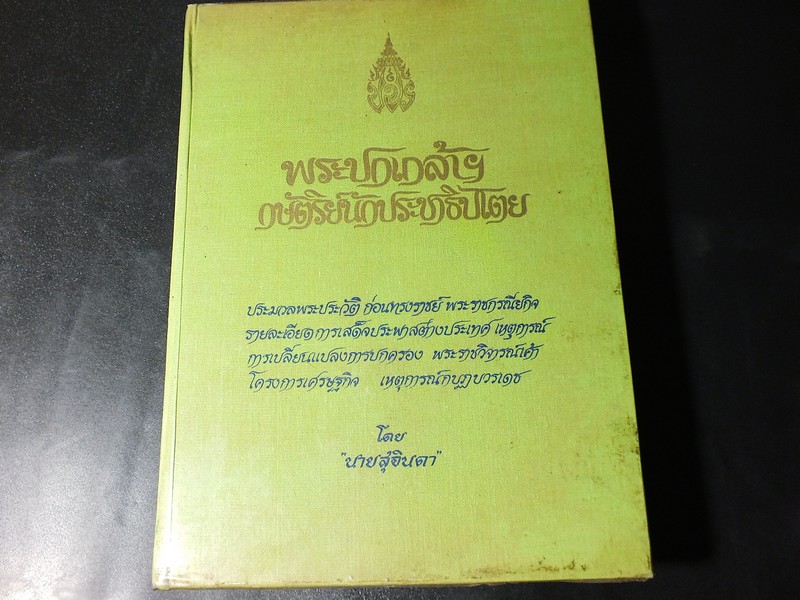 พระปกเกล้าฯ
กษัตริย์นักประชาธิปไตย
ประมวลพระประวัติ ก่อนทรงราชย์ พระราชกรณียกิจ
รายละเอียดการเสด็จประพาสต่างประเทศ เหตุการณ์
การเปลี่ยนแปลงการปกครอง พระราชวิจารณ์เค้า
โครงการเศรษฐกิจ เหตุการณ์กบฏบวรเดช
โดย
"นายสุจินดา"